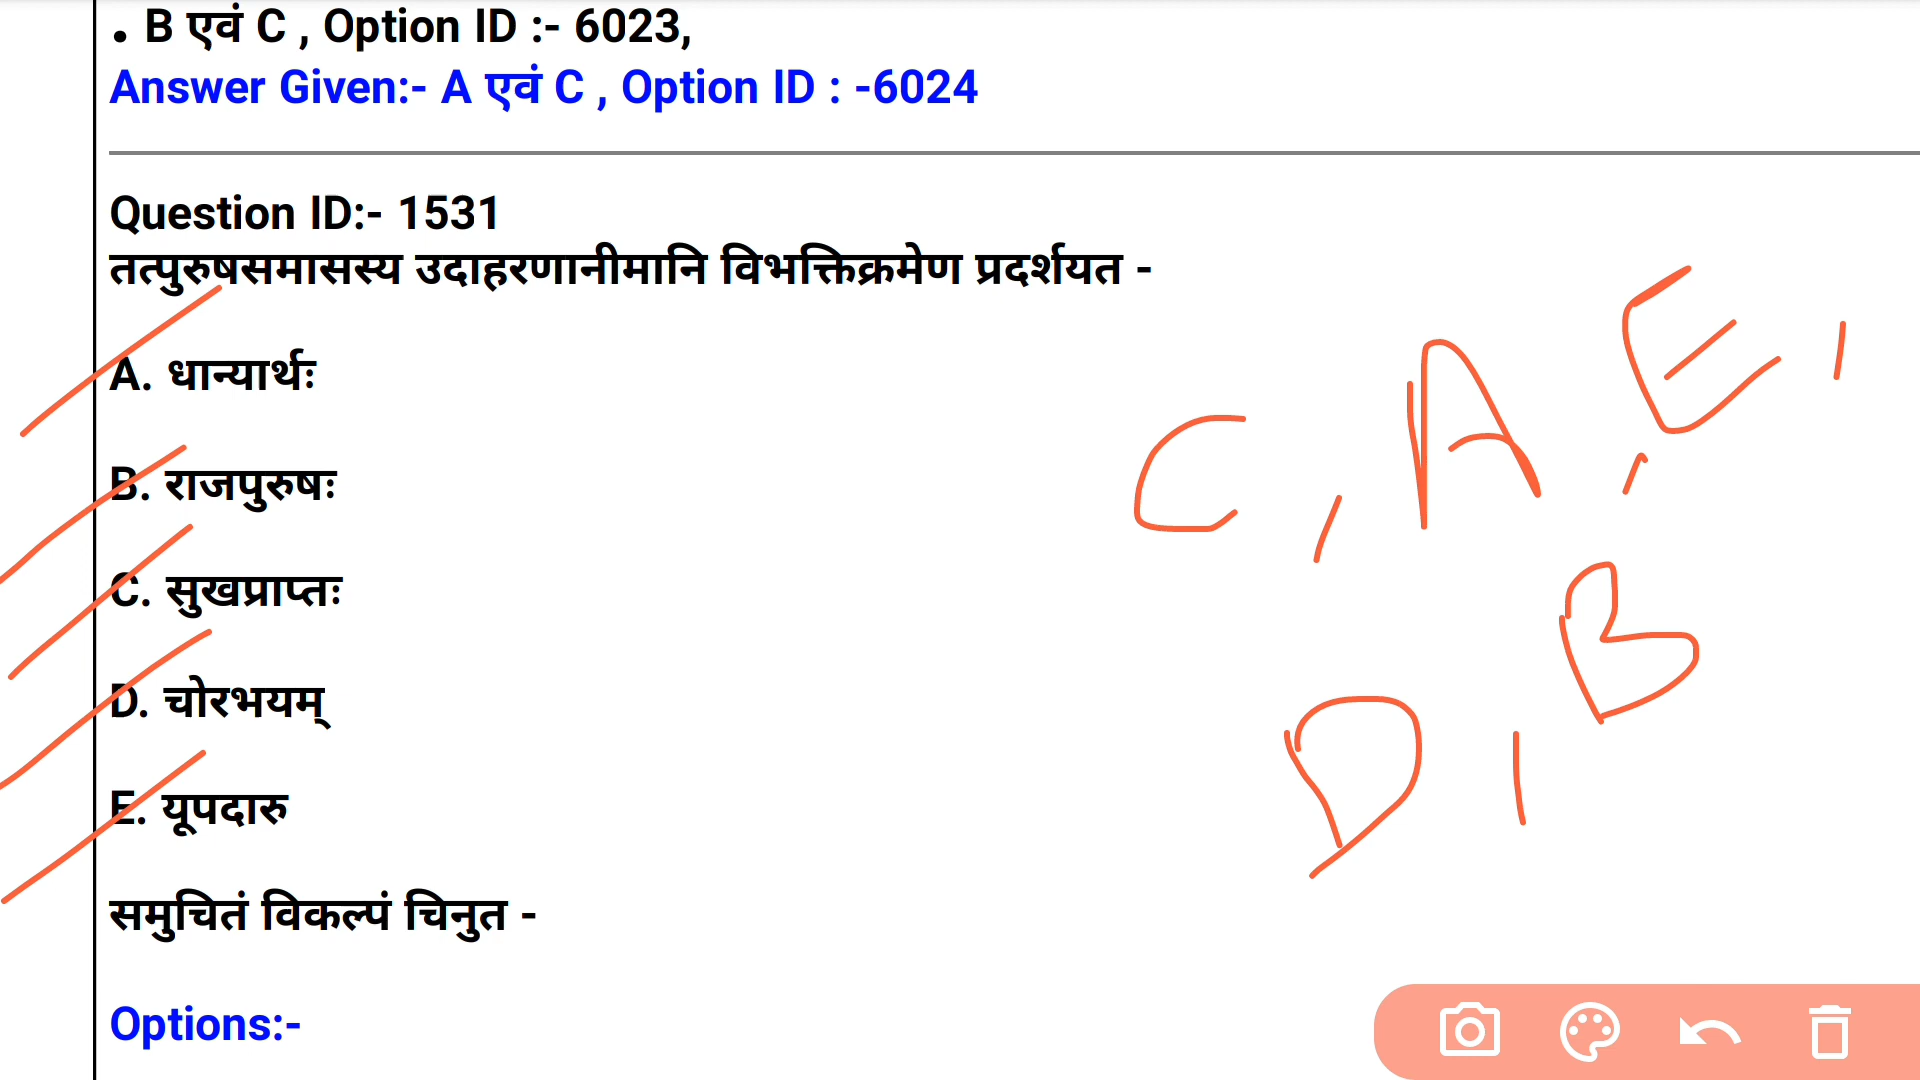 • B एवं C , Option ID :- 6023,
Answer Given:- A एवं C , Option ID : -6024
Question ID:- 1531
तत्पुरुषसमासस्य उदाहरणानीमानि विभक्तिक्रमेण प्रदर्शयत -
A. धान्यार्थः
B. राजपुरुषः
C. सुखप्राप्तः
D. चोरभयम्
E. यूपदारु
समुचितं विकल्पं चिनुत -
Options:-
C, A, E,
D, B